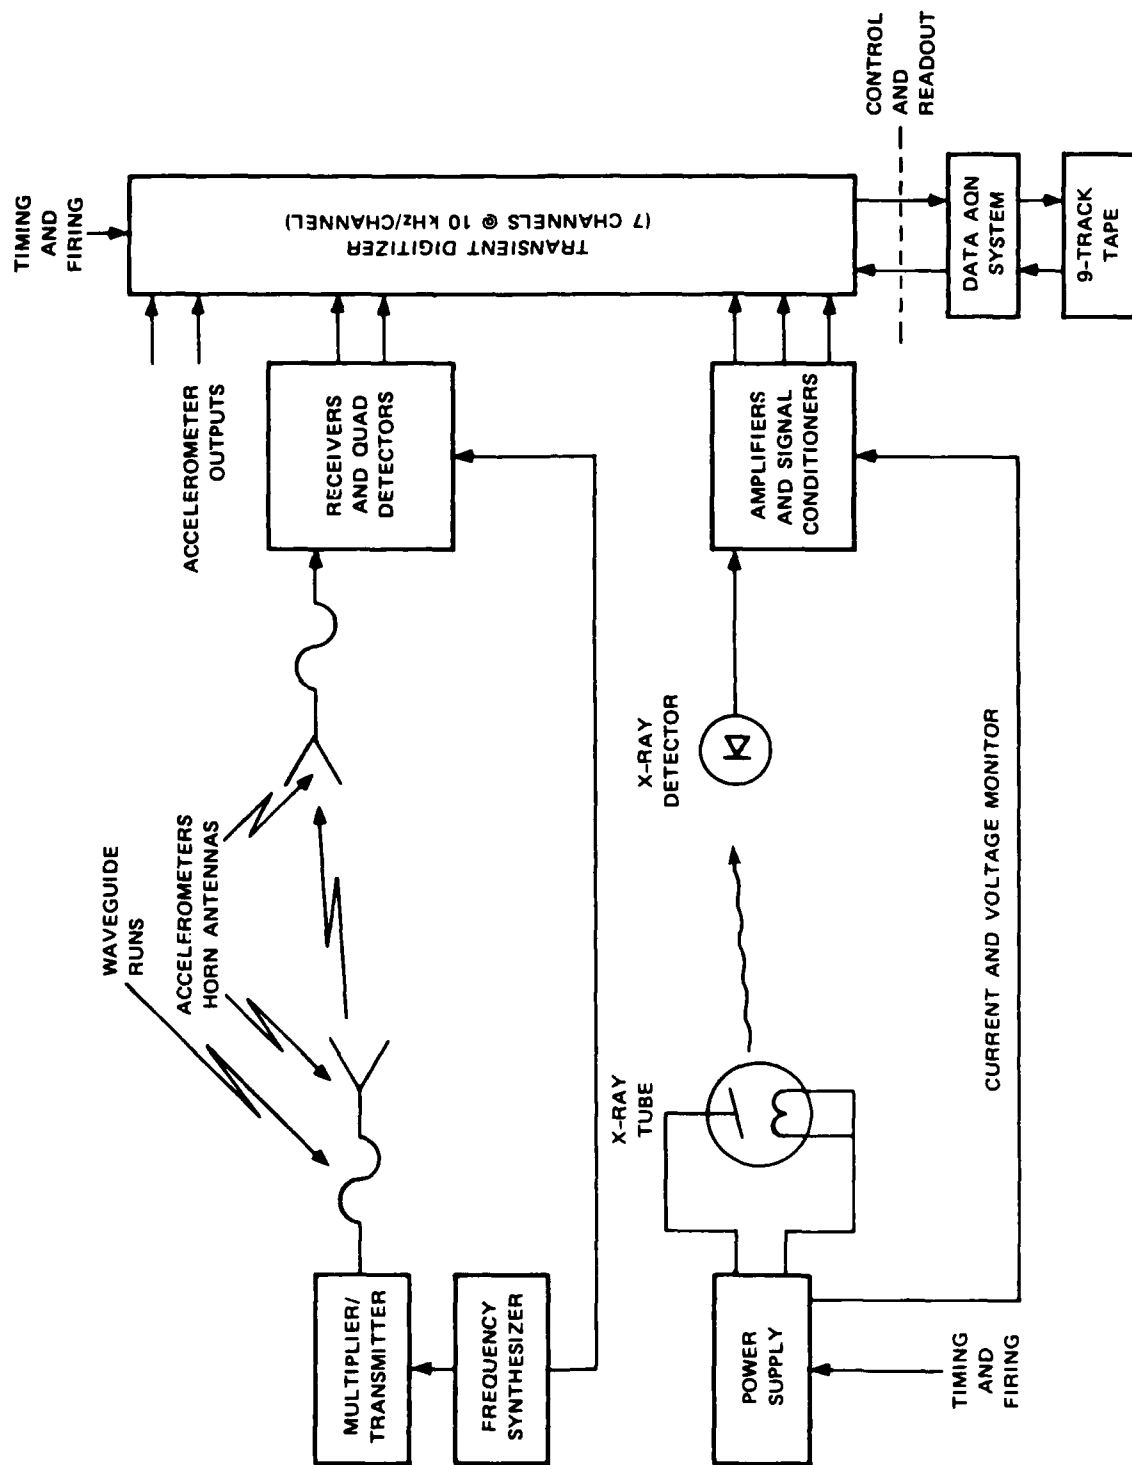 TIMING
AND
FIRING
TRANSIENT DIGITIZER
(7 CHANNELS @ 10 kHz/CHANNEL)
CONTROL
AND
READOUT
DATA AQN
SYSTEM
9-TRACK
TAPE
ACCELEROMETER
OUTPUTS
RECEIVERS
AND QUAD
DETECTORS
AMPLIFIERS
AND SIGNAL
CONDITIONERS
WAVEGUIDE
RUNS
ACCELEROMETERS
HORN ANTENNAS
X-RAY
DETECTOR
X-RAY
TUBE
CURRENT AND VOLTAGE MONITOR
MULTIPLIER/
TRANSMITTER
FREQUENCY
SYNTHESIZER
POWER
SUPPLY
TIMING
AND
FIRING